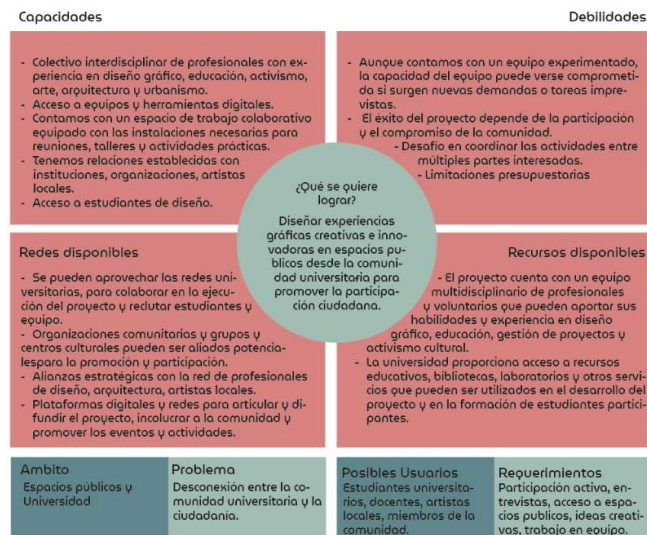 Capacidades
- Colectivo interdisciplinar de profesionales con ex-
periencia en diseño gráfico, educación, activismo,
arte, arquitectura y urbanismo.
- Acceso a equipos y herramientas digitales.
- Contamos con un espacio de trabajo colaborativo
equipado con las instalaciones necesarias para
reuniones, talleres y actividades prácticas.
- Tenemos relaciones establecidas con
instituciones, organizaciones, artistas
locales.
- Acceso a estudiantes de diseño.
Debilidades
- Aunque contamos con un equipo experimentado,
la capacidad del equipo puede verse comprometi-
da si surgen nuevas demandas o tareas impre-
vistas.
- El éxito del proyecto depende de la participación
y el compromiso de la comunidad.
- Desafío en coordinar las actividades entre
múltiples partes interesadas.
- Limitaciones presupuestarias
¿Qué se quiere
lograr?
Diseñar experiencias
gráficas creativas e inno-
vadoras en espacios pu-
blicos desde la comuni-
dad universitaria para
promover la participa-
ción ciudadana.
Redes disponibles
- Se pueden aprovechar las redes uni-
versitarias, para colaborar en la ejecu-
ción del proyecto y reclutar estudiantes y
equipo.
- Organizaciones comunitarias y grupos y
centros culturales pueden ser aliados potencia-
lespara la promoción y participación.
- Alianzas estratégicas con la red de profesionales
de diseño, arquitectura, artistas locales.
- Plataformas digitales y redes para articular y di-
fundir el proyecto, incolucrar a la comunidad y
promover los eventos y actividades.
Recursos disponibles
- El proyecto cuenta con un equipo
multidisciplinario de profesionales
y voluntarios que pueden aportar sus
habilidades y experiencia en diseño
gráfico, educación, gestión de proyectos y
activismo cultural.
- La universidad proporciona acceso a recursos
educativos, bibliotecas, laboratorios y otros servi-
cios que pueden ser utilizados en el desarrollo del
proyecto y en la formación de estudiantes partici-
pantes.
Ambito
Espacios públicos y
Universidad
Problema
Desconexión entre la co-
munidad universitaria y la
ciudadanía.
Posibles Usuarios
Estudiantes universita-
rios, docentes, artistas
locales, miembros de la
comunidad.
Requerimientos
Participación activa, en-
trevistas, acceso a espa-
cios publicos, ideas creati-
vas, trabajo en equipo.